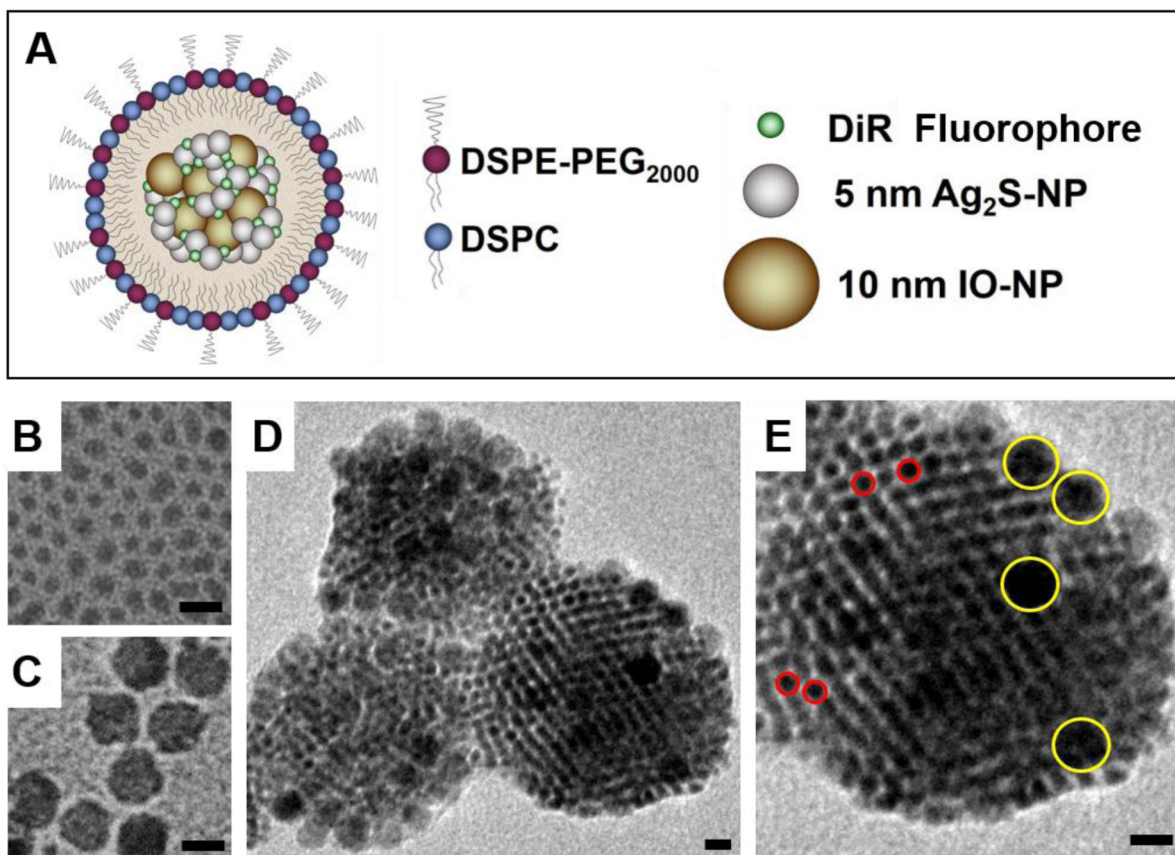 A
DSPE-PEG2000
DSPC
DiR Fluorophore
5 nm Ag2S-NP
10 nm IO-NP
B
C
D
E